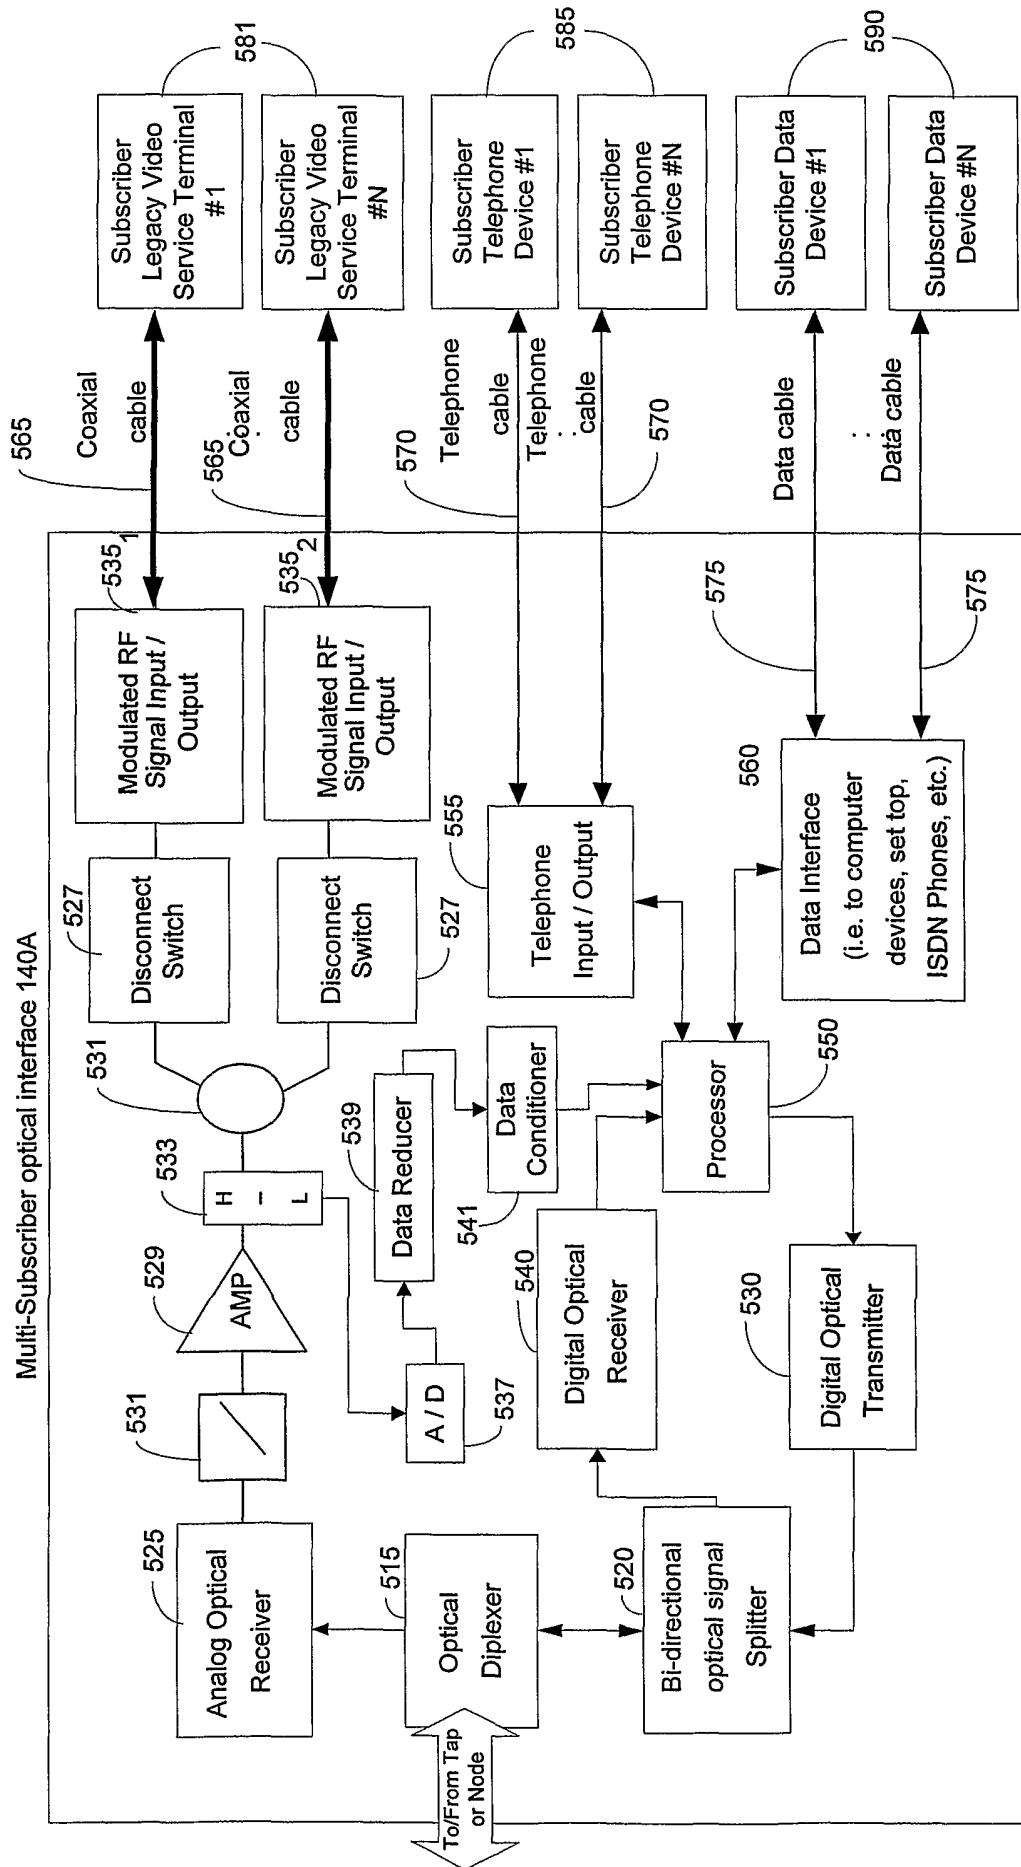 Multi-Subscriber optical interface 140A
To/From Tap
or Node
525
Analog Optical
Receiver
515
Optical
Diplexer
520
Bi-directional
optical signal
Splitter
531
529
AMP
533
H
L
531
A / D
537
539
Data Reducer
Data
Conditioner
541
540
Digital Optical
Receiver
530
Digital Optical
Transmitter
Processor
550
527
Disconnect
Switch
Disconnect
Switch
527
535 1
Modulated RF
Signal Input /
Output
535 2
Modulated RF
Signal Input /
Output
555
Telephone
Input / Output
560
Data Interface
(i.e. to computer
devices, set top,
ISDN Phones, etc.)
565
Coaxial
cable
565
Coaxial
cable
570
Telephone
cable
Telephone
cable
570
575
Data cable
Data cable
575
Subscriber
Legacy Video
Service Terminal
#1
581
Subscriber
Legacy Video
Service Terminal
#N
Subscriber
Telephone
Device #1
585
Subscriber
Telephone
Device #N
Subscriber Data
Device #1
590
Subscriber Data
Device #N